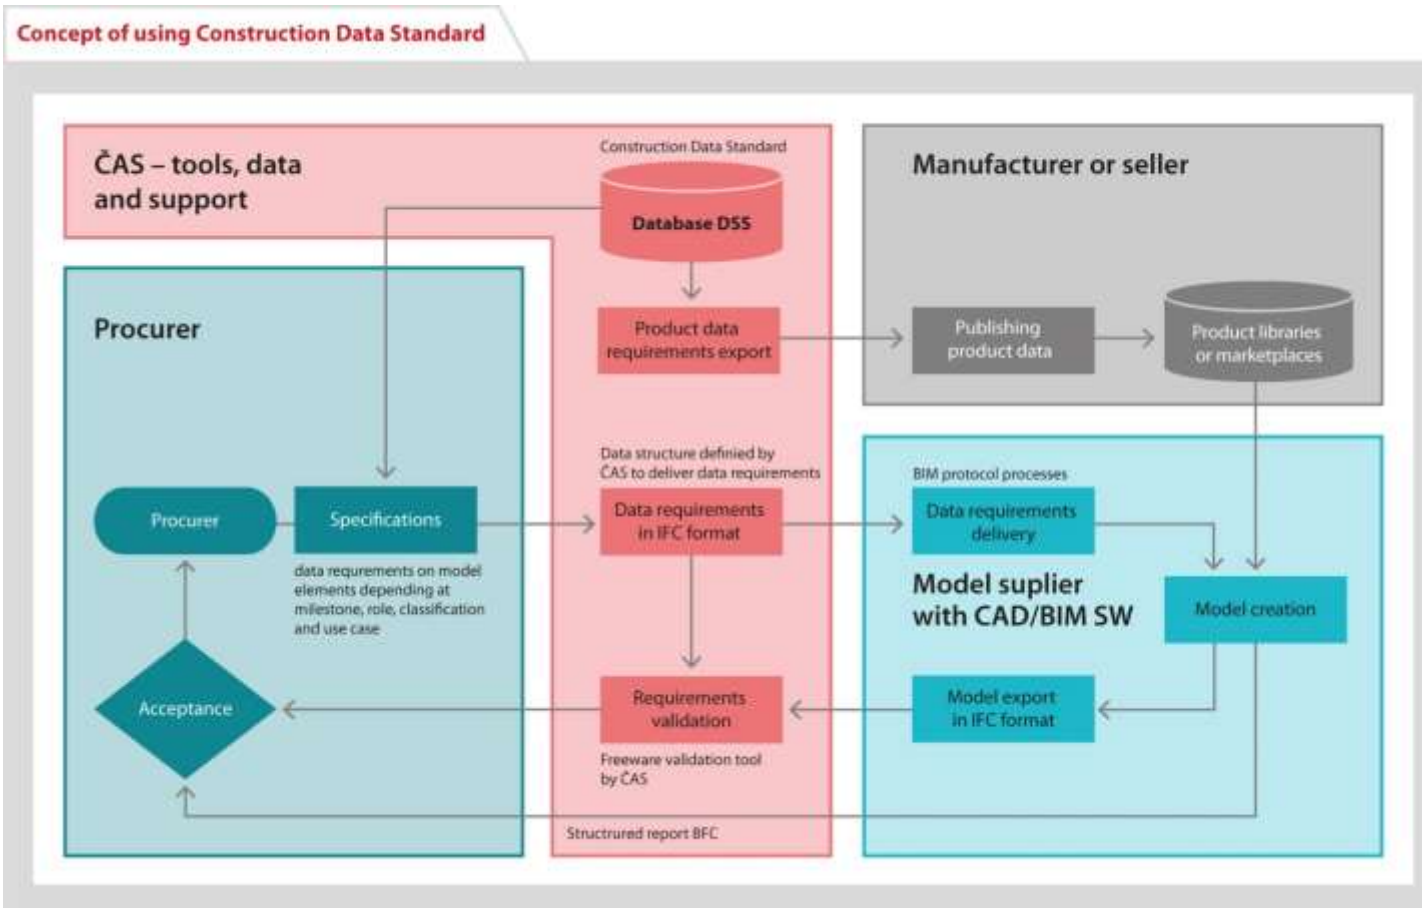 Concept of using Construction Data Standard
ČAS – tools, data
and support
Construction Data Standard
Database DSS
Product data
requirements export
Manufacturer or seller
Publishing
product data
Product libraries
or marketplaces
Procurer
Procurer
Specifications
data requrements on model
elements depending at
milestone, role, classification
and use case
Acceptance
Data structure definied by
ČAS to deliver data requirements
Data requirements
in IFC format
Requirements
validation
Freeware validation tool
by ČAS
Structrured report BFC
BIM protocol processes
Data requirements
delivery
Model suplier
with CAD/BIM SW
Model creation
Model export
in IFC format